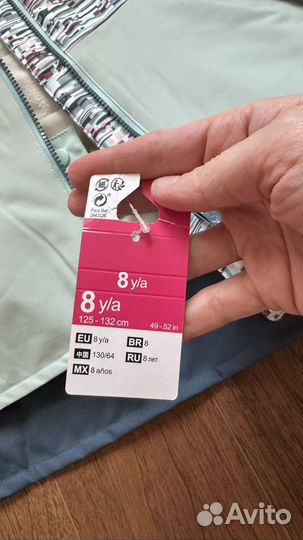 Pack Ref.
8 y/a
8 y/a
125 - 132 cm
49 - 52 in
EU 8 y/a
BR 8
中国 130/64
RU 8 лет
MX 8 años
Avito